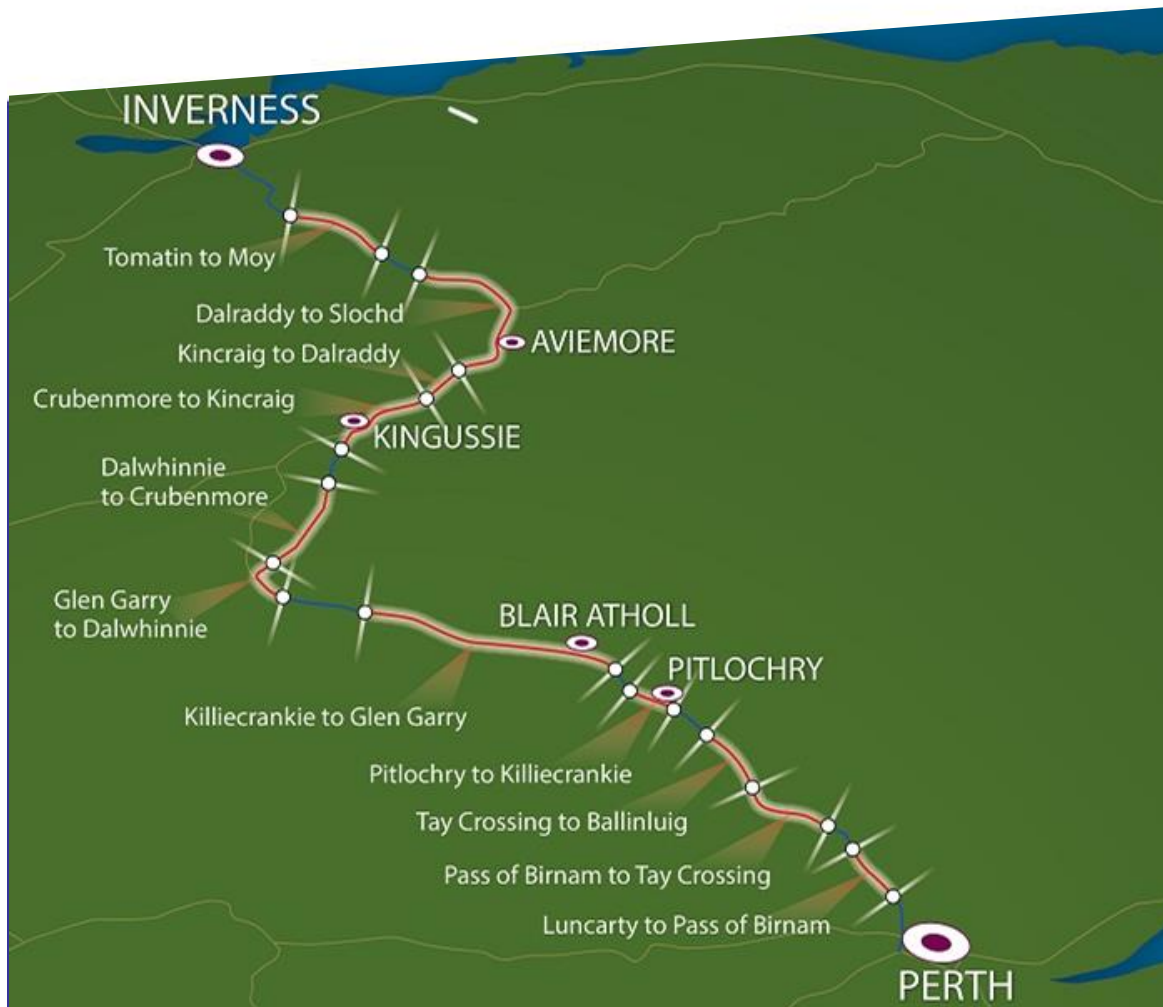 INVERNESS
Tomatin to Moy
Dalraddy to Slochd
AVIEMORE
Kincraig to Dalraddy
Crubenmore to Kincraig
KINGUSSIE
Dalwhinnie
to Crubenmore
Glen Garry
to Dalwhinnie
BLAIR ATHOLL
PITLOCHRY
Killiecrankie to Glen Garry
Pitlochry to Killiecrankie
Tay Crossing to Ballinluig
Pass of Birnam to Tay Crossing
Luncarty to Pass of Birnam
PERTH